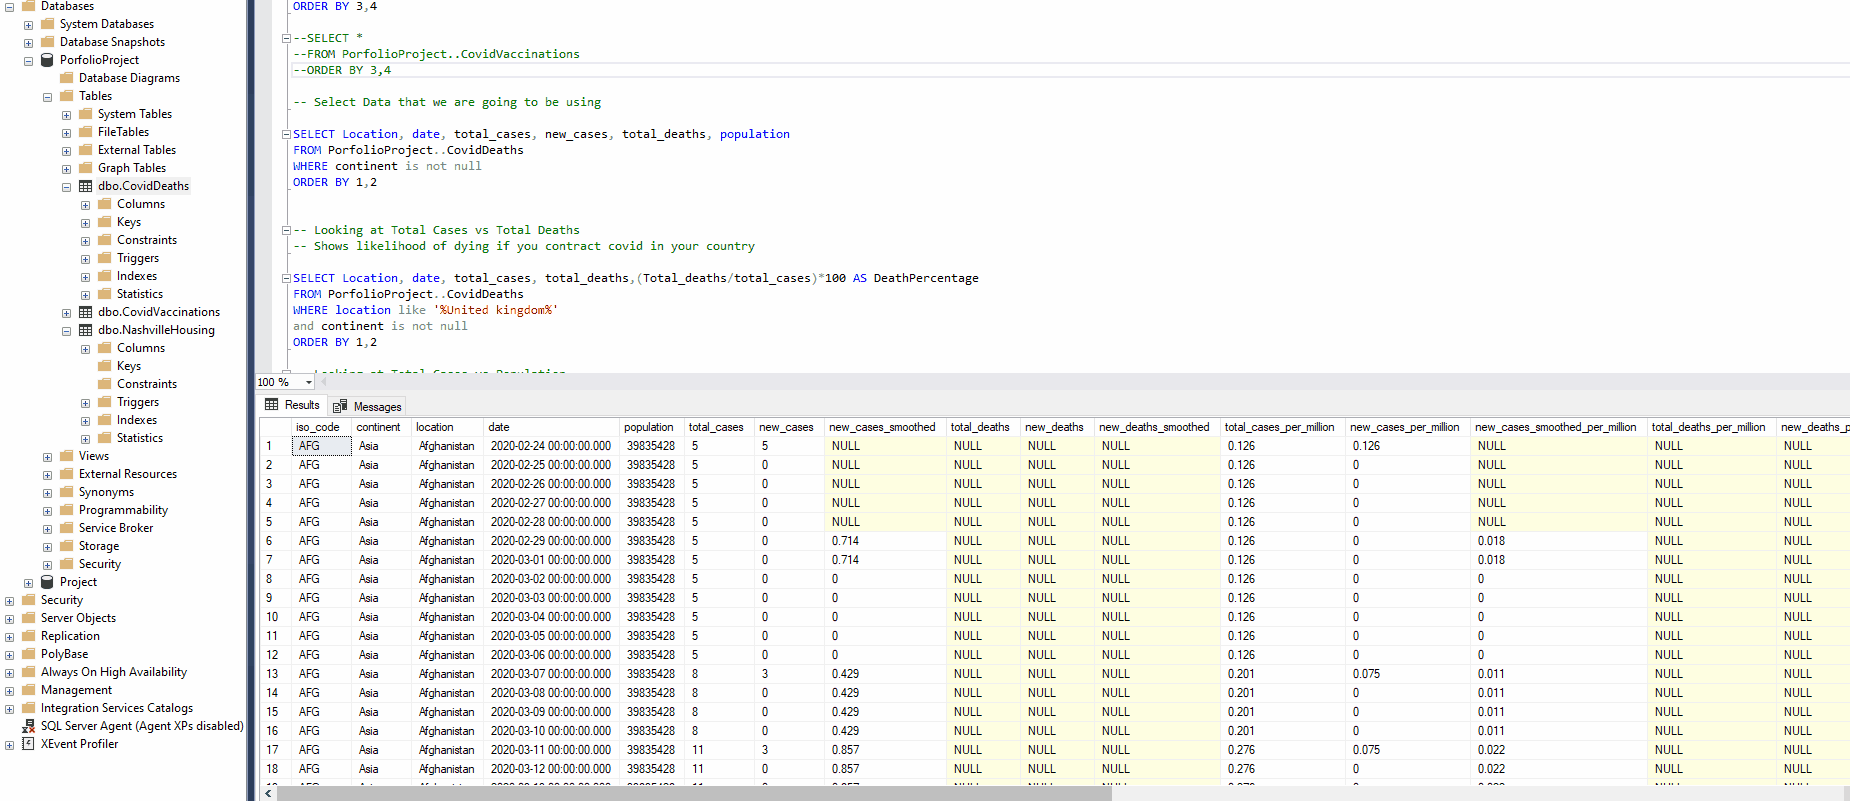 Databases
System Databases
Database Snapshots
PorfolioProject
Database Diagrams
Tables
System Tables
FileTables
External Tables
Graph Tables
dbo.CovidDeaths
Columns
Keys
Constraints
Triggers
Indexes
Statistics
dbo.CovidVaccinations
dbo.NashvilleHousing
Columns
Keys
Constraints
Triggers
Indexes
Statistics
Views
External Resources
Synonyms
Programmability
Service Broker
Storage
Security
Project
Security
Server Objects
Replication
PolyBase
Always On High Availability
Management
Integration Services Catalogs
SQL Server Agent (Agent XPs disabled)
XEvent Profiler
ORDER BY 3,4
--SELECT *
--FROM PorfolioProject..CovidVaccinations
--ORDER BY 3,4
-- Select Data that we are going to be using
SELECT Location, date, total_cases, new_cases, total_deaths, population
FROM PorfolioProject..CovidDeaths
WHERE continent is not null
ORDER BY 1,2
-- Looking at Total Cases vs Total Deaths
-- Shows likelihood of dying if you contract covid in your country
SELECT Location, date, total_cases, total_deaths,(Total_deaths/total_cases)*100 AS DeathPercentage
FROM PorfolioProject..CovidDeaths
WHERE location like '%United kingdom%'
and continent is not null
ORDER BY 1,2
-- Looking at Total Cases vs Population
100 %
Results Messages
iso_code continent location date population total_cases new_cases new_cases_smoothed total_deaths new_deaths new_deaths_smoothed total_cases_per_million new_cases_per_million new_cases_smoothed_per_million total_deaths_per_million new_deaths_p
1 AFG Asia Afghanistan 2020-02-24 00:00:00.000 39835428 5 5 NULL NULL NULL NULL 0.126 0.126 NULL NULL NULL
2 AFG Asia Afghanistan 2020-02-25 00:00:00.000 39835428 5 0 NULL NULL NULL NULL 0.126 0 NULL NULL NULL
3 AFG Asia Afghanistan 2020-02-26 00:00:00.000 39835428 5 0 NULL NULL NULL NULL 0.126 0 NULL NULL NULL
4 AFG Asia Afghanistan 2020-02-27 00:00:00.000 39835428 5 0 NULL NULL NULL NULL 0.126 0 NULL NULL NULL
5 AFG Asia Afghanistan 2020-02-28 00:00:00.000 39835428 5 0 NULL NULL NULL NULL 0.126 0 NULL NULL NULL
6 AFG Asia Afghanistan 2020-02-29 00:00:00.000 39835428 5 0 0.714 NULL NULL NULL 0.126 0 0.018 NULL NULL
7 AFG Asia Afghanistan 2020-03-01 00:00:00.000 39835428 5 0 0.714 NULL NULL NULL 0.126 0 0.018 NULL NULL
8 AFG Asia Afghanistan 2020-03-02 00:00:00.000 39835428 5 0 0 NULL NULL NULL 0.126 0 0 NULL NULL
9 AFG Asia Afghanistan 2020-03-03 00:00:00.000 39835428 5 0 0 NULL NULL NULL 0.126 0 0 NULL NULL
10 AFG Asia Afghanistan 2020-03-04 00:00:00.000 39835428 5 0 0 NULL NULL NULL 0.126 0 0 NULL NULL
11 AFG Asia Afghanistan 2020-03-05 00:00:00.000 39835428 5 0 0 NULL NULL NULL 0.126 0 0 NULL NULL
12 AFG Asia Afghanistan 2020-03-06 00:00:00.000 39835428 5 0 0 NULL NULL NULL 0.126 0 0 NULL NULL
13 AFG Asia Afghanistan 2020-03-07 00:00:00.000 39835428 8 3 0.429 NULL NULL NULL 0.201 0.075 0.011 NULL NULL
14 AFG Asia Afghanistan 2020-03-08 00:00:00.000 39835428 8 0 0.429 NULL NULL NULL 0.201 0 0.011 NULL NULL
15 AFG Asia Afghanistan 2020-03-09 00:00:00.000 39835428 8 0 0.429 NULL NULL NULL 0.201 0 0.011 NULL NULL
16 AFG Asia Afghanistan 2020-03-10 00:00:00.000 39835428 8 0 0.429 NULL NULL NULL 0.201 0 0.011 NULL NULL
17 AFG Asia Afghanistan 2020-03-11 00:00:00.000 39835428 11 3 0.857 NULL NULL NULL 0.276 0.075 0.022 NULL NULL
18 AFG Asia Afghanistan 2020-03-12 00:00:00.000 39835428 11 0 0.857 NULL NULL NULL 0.276 0 0.022 NULL NULL